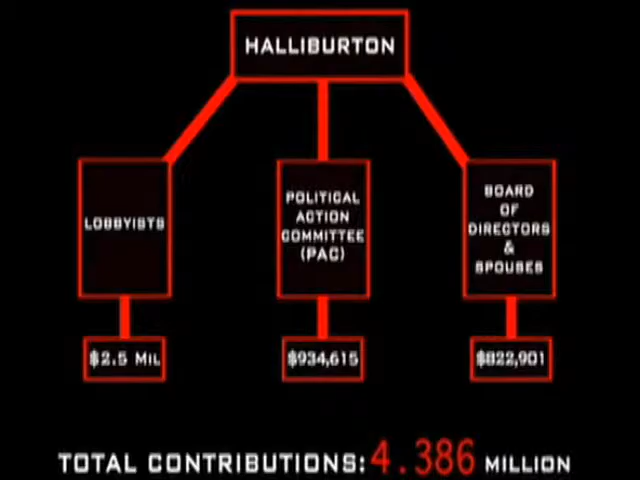 HALLIBURTON
LOBBYISTS
POLITICAL
ACTION
COMMITTEE
(PAC)
BOARD
OF
DIRECTORS
&
SPOUSES
$2.5 MIL
$934,615
$822,901
TOTAL CONTRIBUTIONS: 4.386 MILLION